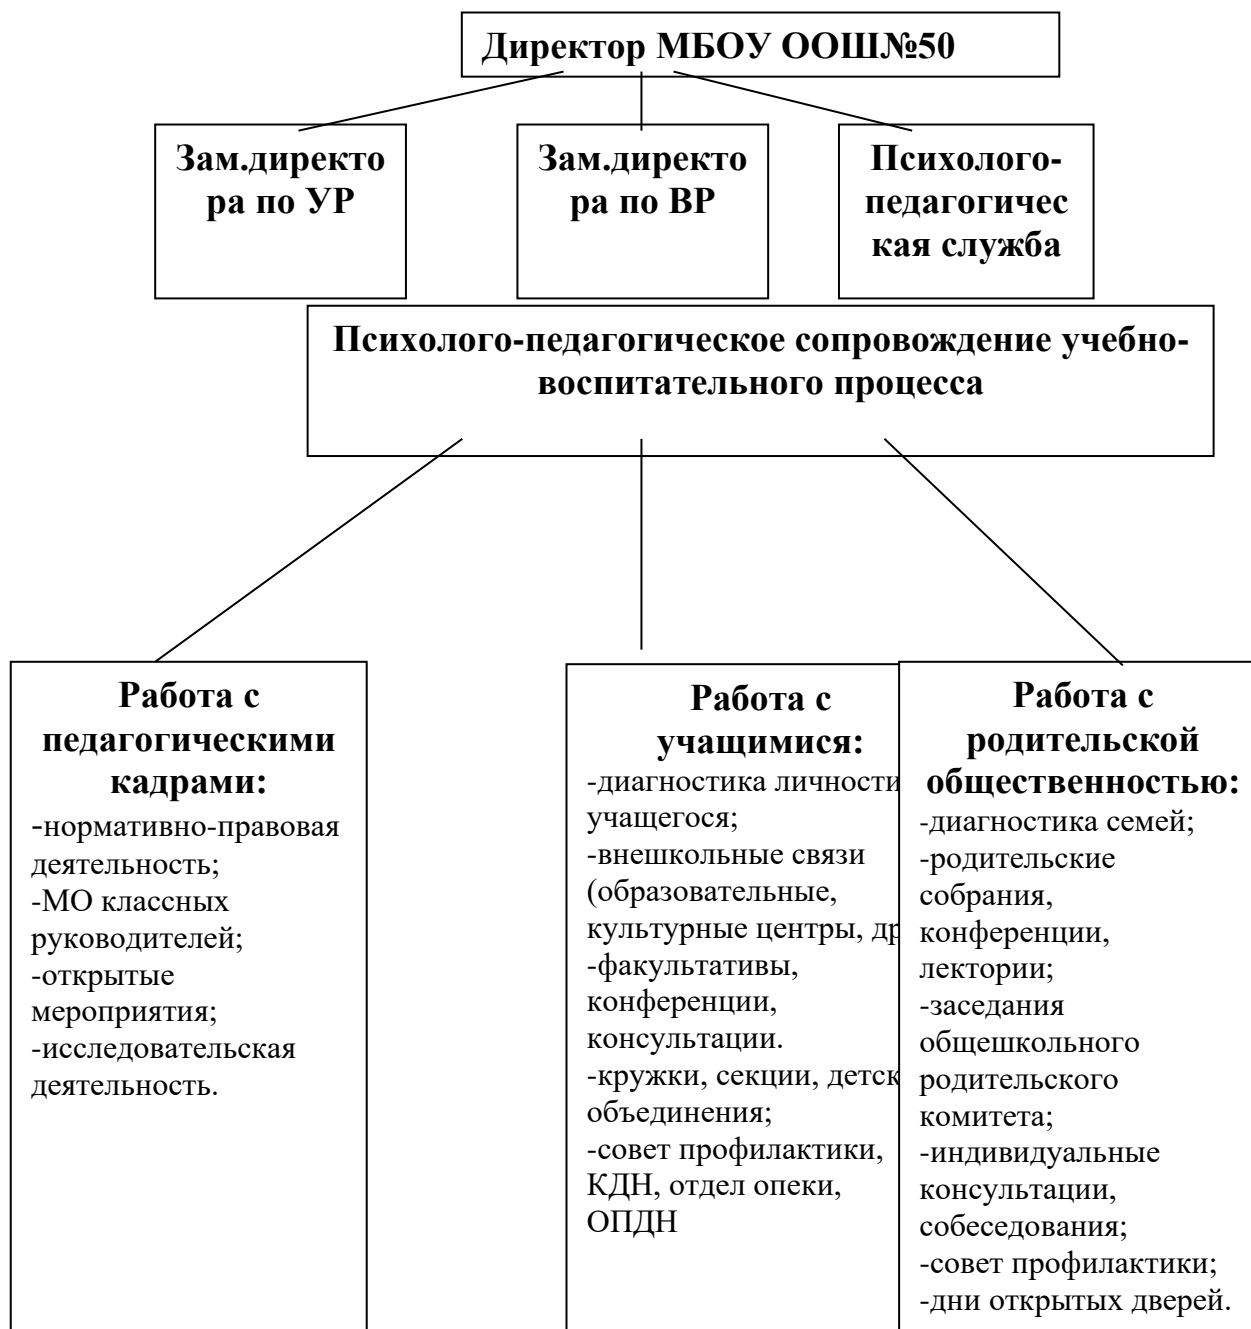 Директор МБОУ ООШ№50
Зам.директо
ра по УР
Зам.директо
ра по ВР
Психолого-
педагогичес
кая служба
Психолого-педагогическое сопровождение учебно-
воспитательного процесса
Работа с
педагогическими
кадрами:
-нормативно-правовая
деятельность;
-МО классных
руководителей;
-открытые
мероприятия;
-исследовательская
деятельность.
Работа с
учащимися:
-диагностика личности
учащегося;
-внешкольные связи
(образовательные,
культурные центры, др
-факультативы,
конференции,
консультации.
-кружки, секции, детск
объединения;
-совет профилактики,
КДН, отдел опеки,
ОПДН
Работа с
родительской
общественностью:
-диагностика семей;
-родительские
собрания,
конференции,
лектории;
-заседания
общешкольного
родительского
комитета;
-индивидуальные
консультации,
собеседования;
-совет профилактики;
-дни открытых дверей.